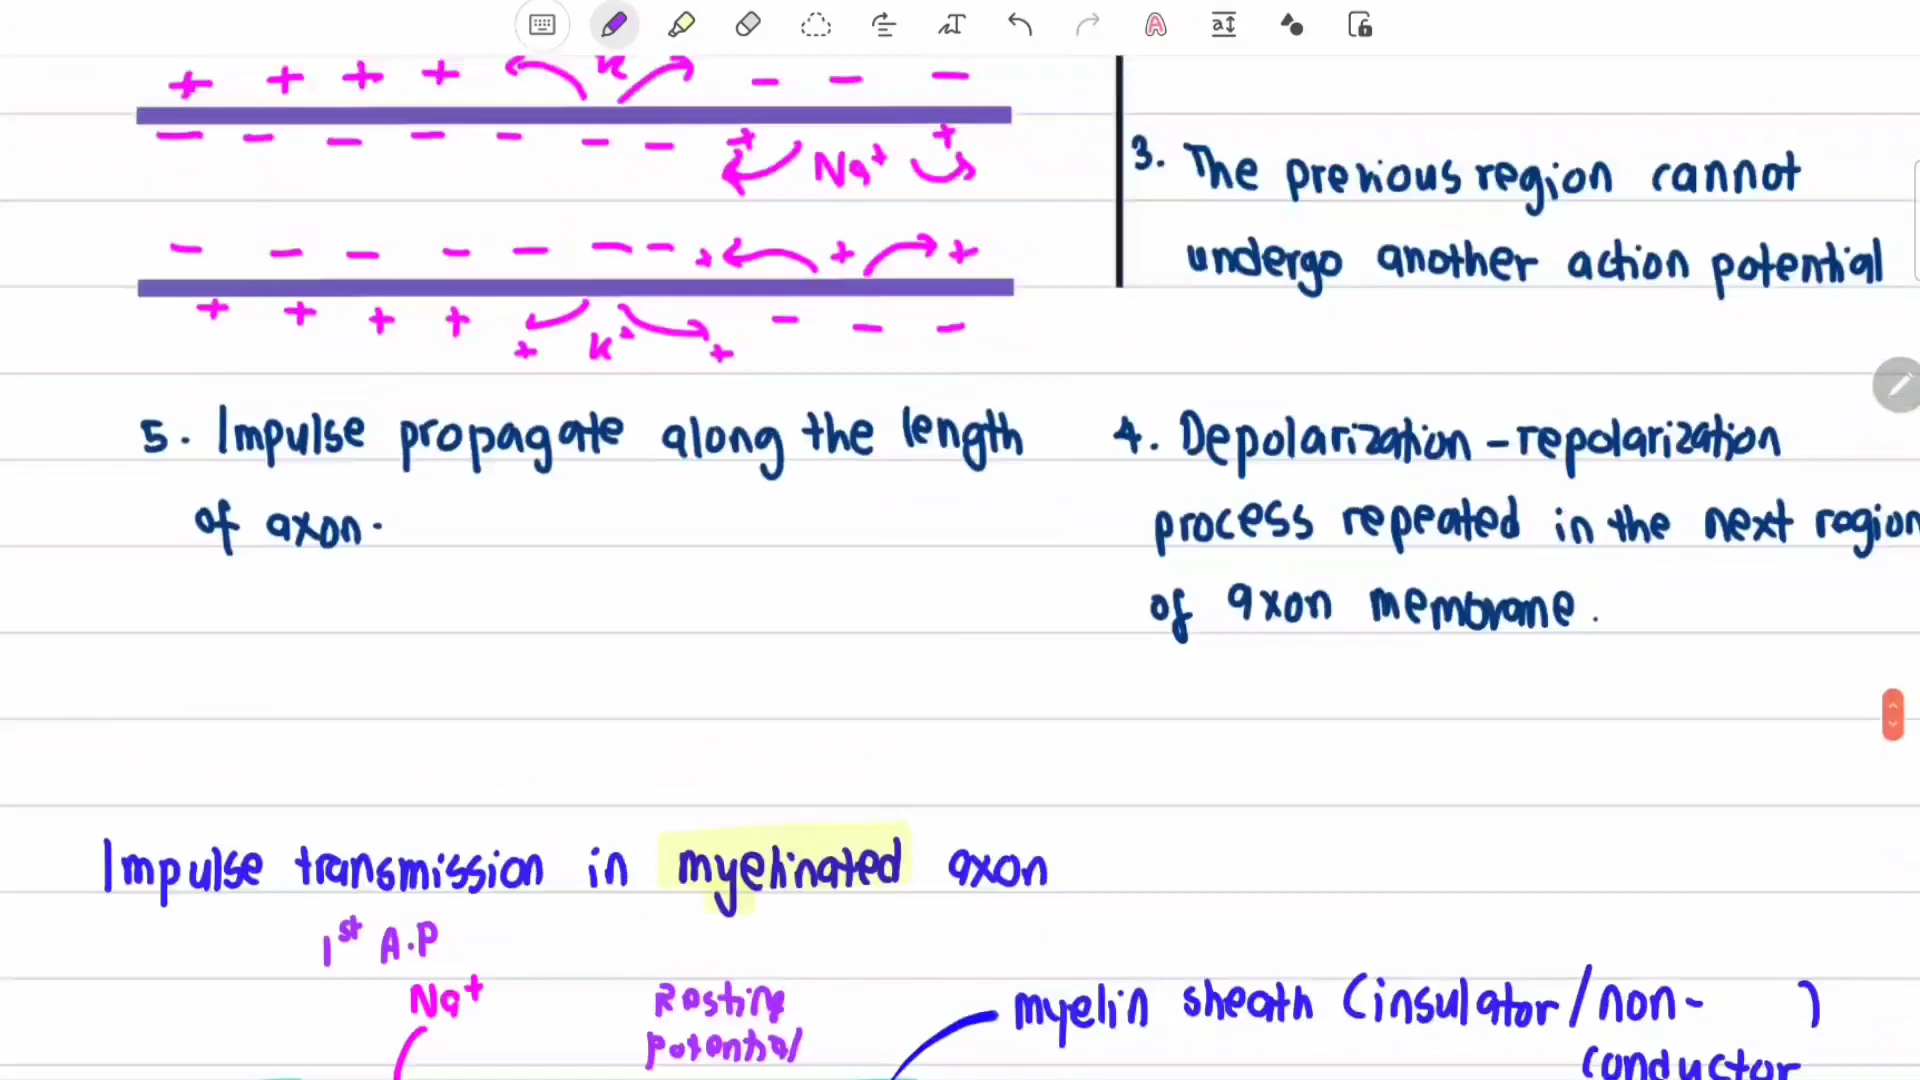 + + + + K - - -
- - - - - - - + Na+ +
- - - - - - - + + +
+ + + + + K+ + - - -
3. The previous region cannot
undergo another action potential
5. Impulse propagate along the length
of axon.
4. Depolarization - repolarization
process repeated in the next region
of axon membrane.
Impulse transmission in myelinated axon
1st A.P
Na+
Resting
potential
myelin sheath (insulator/non-
conductor)